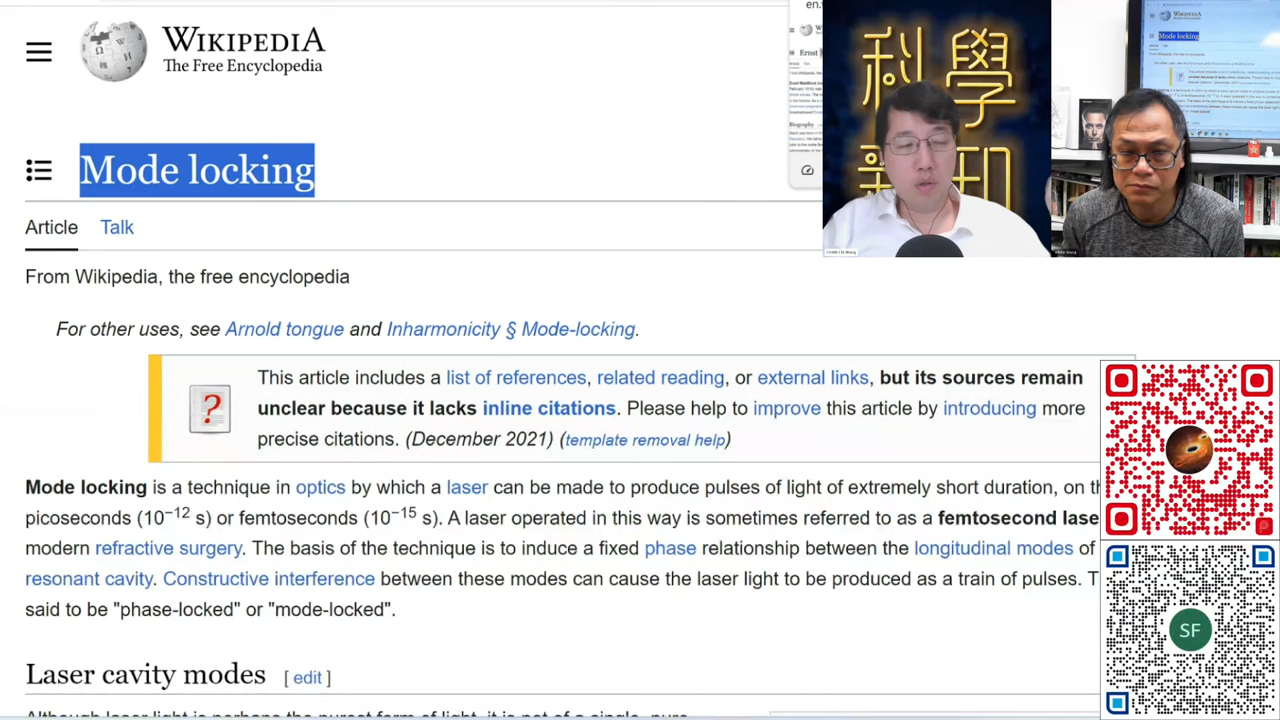 WIKIPEDIA
The Free Encyclopedia
Mode locking
Article Talk
From Wikipedia, the free encyclopedia
For other uses, see Arnold tongue and Inharmonicity § Mode-locking.
This article includes a list of references, related reading, or external links, but its sources remain
unclear because it lacks inline citations. Please help to improve this article by introducing more
precise citations. (December 2021) (template removal help)
Mode locking is a technique in optics by which a laser can be made to produce pulses of light of extremely short duration, on th
picoseconds (10−12 s) or femtoseconds (10−15 s). A laser operated in this way is sometimes referred to as a femtosecond lase
modern refractive surgery. The basis of the technique is to induce a fixed phase relationship between the longitudinal modes of
resonant cavity. Constructive interference between these modes can cause the laser light to be produced as a train of pulses. T
said to be "phase-locked" or "mode-locked".
Laser cavity modes [ edit ]
en.
Ernst
Biography
科學
印
Mode locking
SF